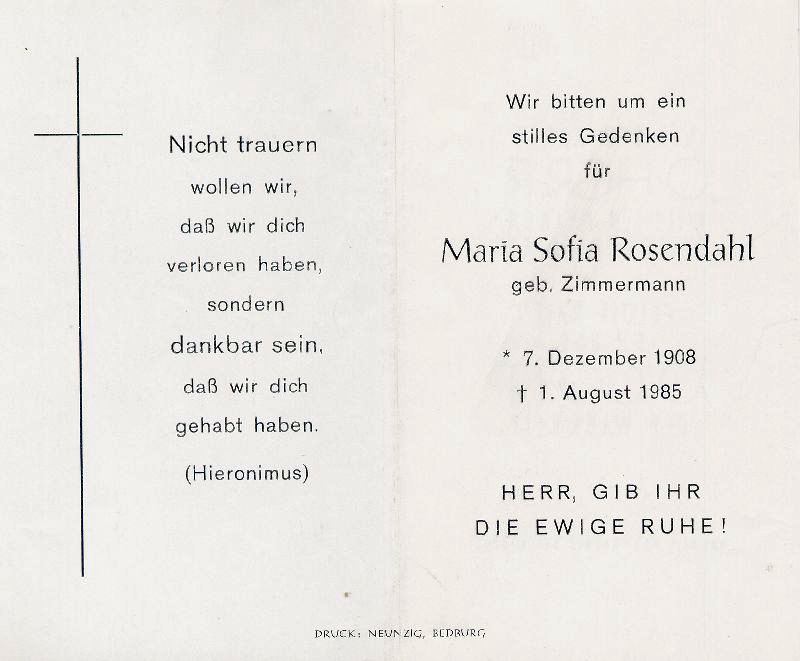 Nicht trauern
wollen wir,
daß wir dich
verloren haben,
sondern
dankbar sein,
daß wir dich
gehabt haben.
(Hieronimus)
Wir bitten um ein
stilles Gedenken
für
Maria Sofia Rosendahl
geb. Zimmermann
* 7. Dezember 1908
† 1. August 1985
HERR, GIB IHR
DIE EWIGE RUHE!
DRUCK: NEUNZIG, BEDBURG